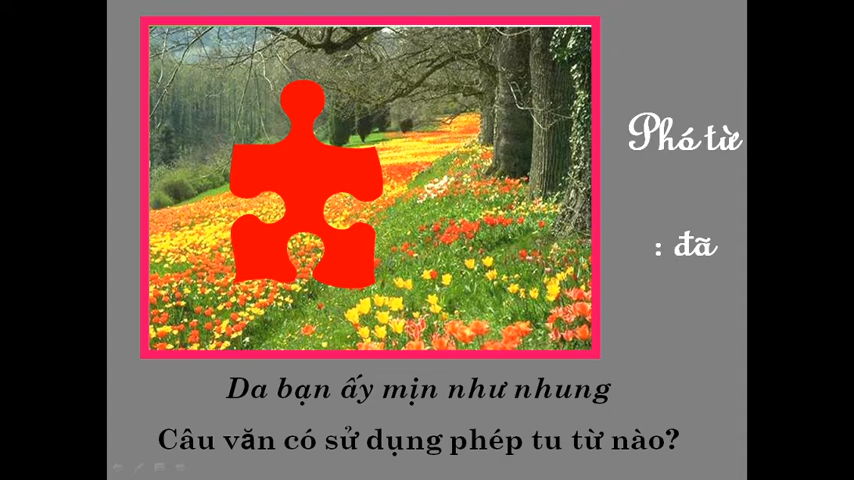 Phó từ
: đã
Da bạn ấy mịn như nhung
Câu văn có sử dụng phép tu từ nào?